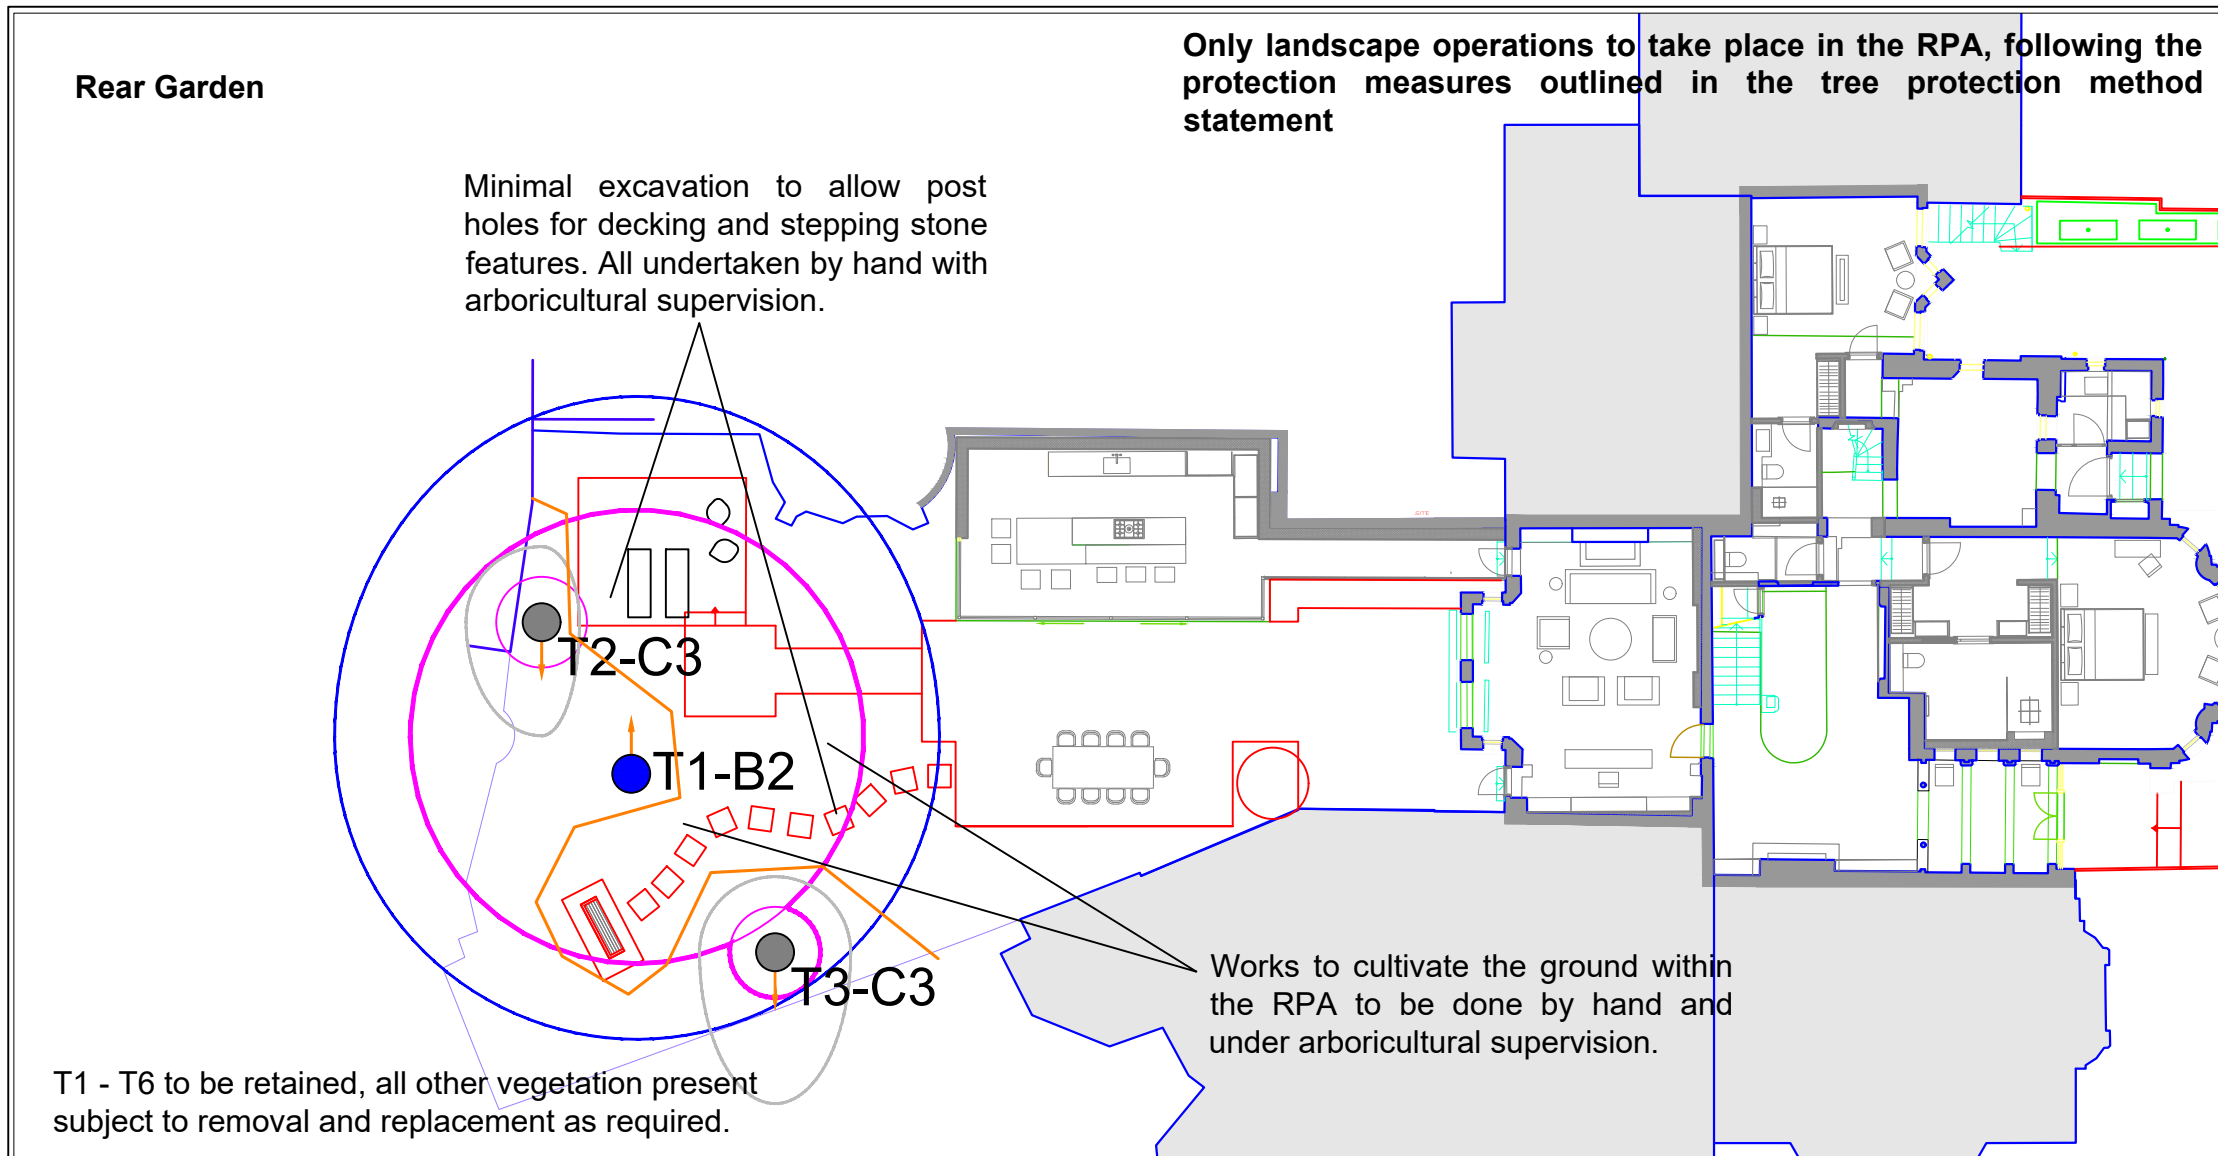 Rear Garden
Only landscape operations to take place in the RPA, following the
protection measures outlined in the tree protection method
statement
Minimal excavation to allow post
holes for decking and stepping stone
features. All undertaken by hand with
arboricultural supervision.
SITE
T2-C3
T1-B2
T3-C3
Works to cultivate the ground within
the RPA to be done by hand and
under arboricultural supervision.
T1 - T6 to be retained, all other vegetation present
subject to removal and replacement as required.